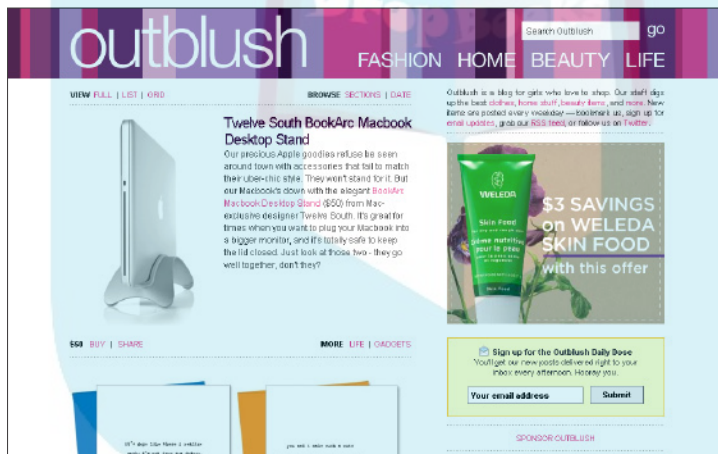 outblush
Search Outblush
go
FASHION HOME BEAUTY LIFE
VIEW FULL | LIST | GRID
BROWSE SECTIONS | DATE
Twelve South BookArc Macbook
Desktop Stand
Our precious Apple goodies refuse be seen
around town with accessories that fail to match
their uber-chic style. They won't stand for it. But
our Macbook's down with the elegant BookArc
Macbook Desktop Stand ($50) from Mac-
exclusive designer Twelve South. It's great for
times when you want to plug your Macbook into
a bigger monitor, and it's totally safe to keep
the lid closed. Just look at those two - they go
well together, don't they?
$50 BUY | SHARE
MORE LIFE | GADGETS
Outblush is a blog for girls who love to shop. Our staff digs
up the best clothes, home stuff, beauty items, and more. New
items are posted every weekday — bookmark us, sign up for
email updates, grab our RSS feed, or follow us on Twitter.
WELEDA
Skin Food
Crème nutritive
pour la peau
Skin Food
$3 SAVINGS
on WELEDA
SKIN FOOD
with this offer
Sign up for the Outblush Daily Dose
You'll get our new posts delivered right to your
inbox every afternoon. Hooray you.
Your email address
Submit
SPONSOR OUTBLUSH